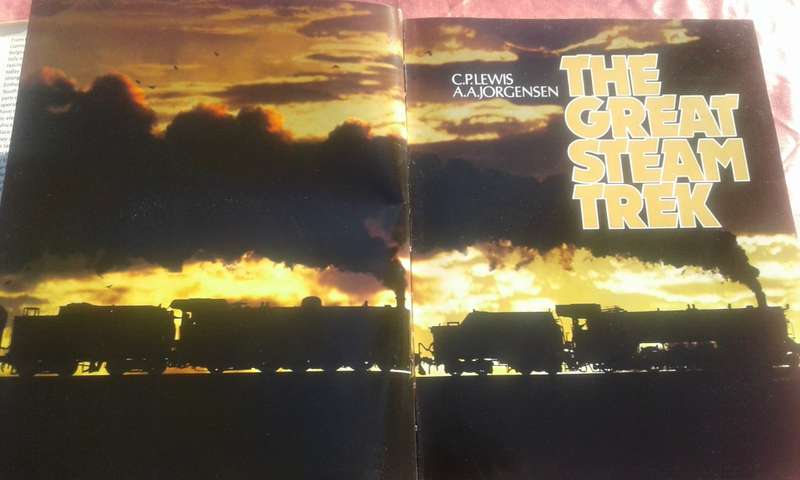 C.P.LEWIS
A.A.JORGENSEN
THE
GREAT
STEAM
TREK